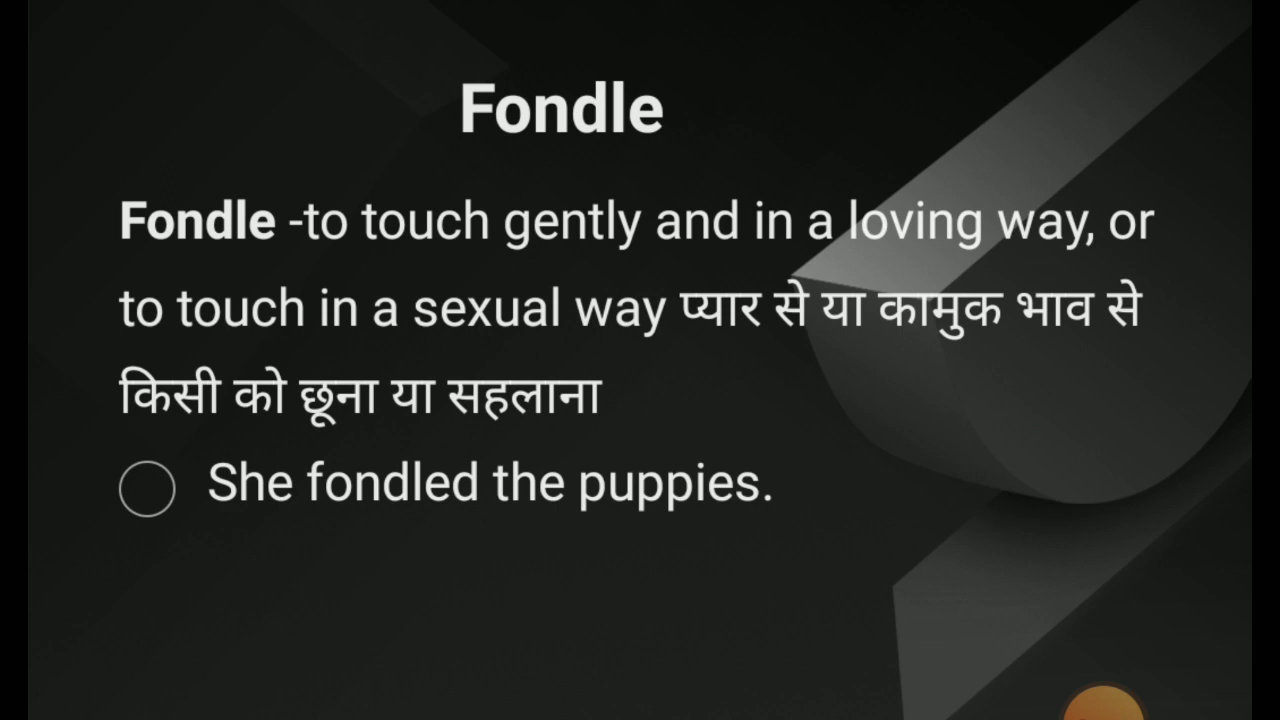 Fondle
Fondle -to touch gently and in a loving way, or
to touch in a sexual way प्यार से या कामुक भाव से
किसी को छूना या सहलाना
She fondled the puppies.